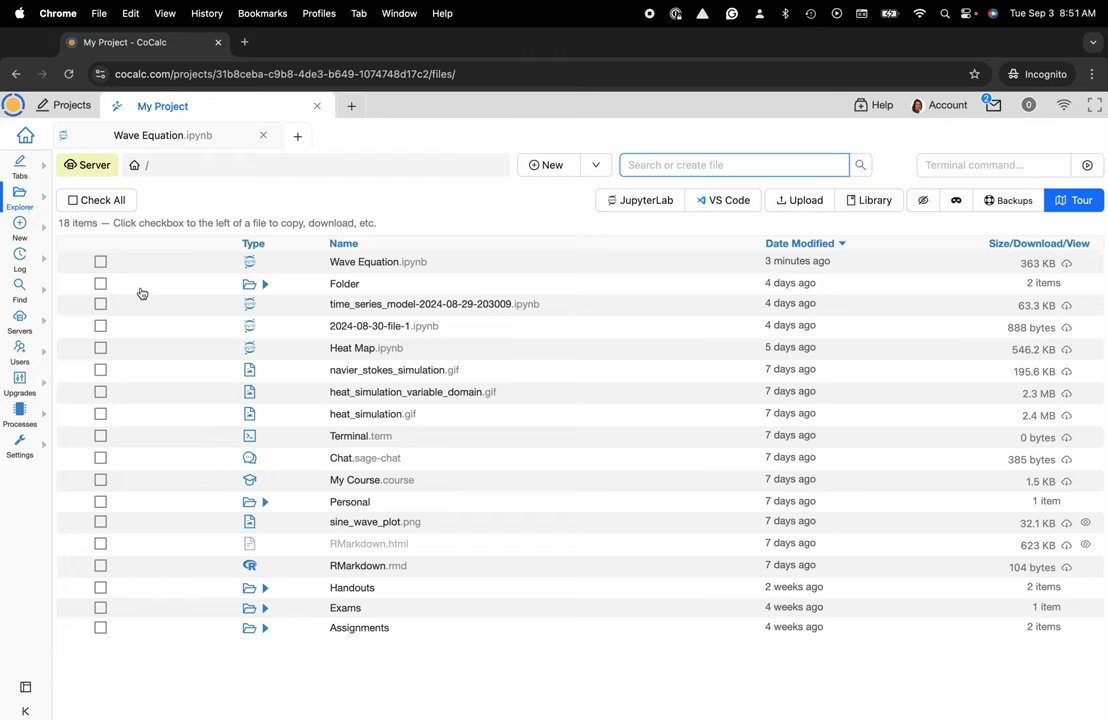 Chrome File Edit View History Bookmarks Profiles Tab Window Help Tue Sep 3 8:51 AM
My Project - CoCalc
cocalc.com/projects/31b8ceba-c9b8-4de3-b649-1074748d17c2/files/ Incognito
Projects My Project Help Account 2 0
Wave Equation.ipynb
Server / New Search or create file Terminal command...
Tabs
Check All JupyterLab VS Code Upload Library Backups Tour
Explorer
18 items — Click checkbox to the left of a file to copy, download, etc.
New
Type Name Date Modified Size/Download/View
Wave Equation.ipynb 3 minutes ago 363 KB
Log
Folder 4 days ago 2 items
Find
time_series_model-2024-08-29-203009.ipynb 4 days ago 63.3 KB
2024-08-30-file-1.ipynb 4 days ago 888 bytes
Servers
Heat Map.ipynb 5 days ago 546.2 KB
Users
navier_stokes_simulation.gif 7 days ago 195.6 KB
heat_simulation_variable_domain.gif 7 days ago 2.3 MB
Upgrades
heat_simulation.gif 7 days ago 2.4 MB
Processes
Terminal.term 7 days ago 0 bytes
Settings
Chat.sage-chat 7 days ago 385 bytes
My Course.course 7 days ago 1.5 KB
Personal 7 days ago 1 item
sine_wave_plot.png 7 days ago 32.1 KB
RMarkdown.html 7 days ago 623 KB
RMarkdown.rmd 7 days ago 104 bytes
Handouts 2 weeks ago 2 items
Exams 4 weeks ago 1 item
Assignments 4 weeks ago 2 items